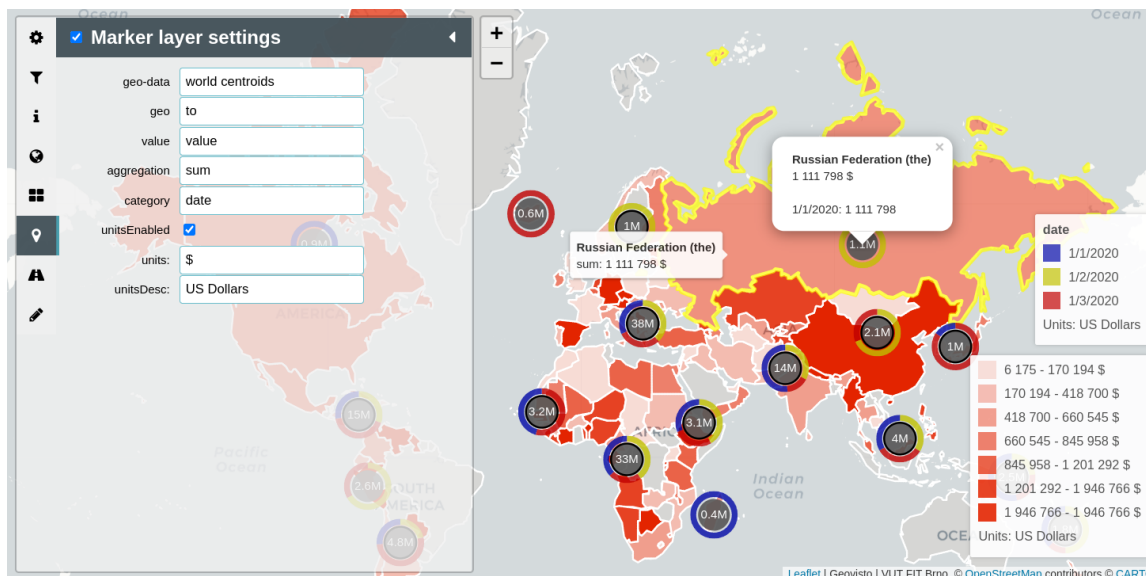 Ocean
Ocean
Marker layer settings
+
−
geo-data
world centroids
geo
to
value
value
aggregation
sum
category
date
unitsEnabled
units:
$
unitsDesc:
US Dollars
0.9M
AMERICA
15M
Pacific
Ocean
2.6M
SOUTH
AMERICA
4.8M
0.6M
1M
Russian Federation (the)
sum: 1 111 798 $
×
Russian Federation (the)
1 111 798 $
1/1/2020: 1 111 798
1.1M
38M
2.1M
1M
14M
3.2M
AFRICA
3.1M
4M
33M
Indian
Ocean
0.4M
date
1/1/2020
1/2/2020
1/3/2020
Units: US Dollars
6 175 - 170 194 $
170 194 - 418 700 $
418 700 - 660 545 $
660 545 - 845 958 $
845 958 - 1 201 292 $
1 201 292 - 1 946 766 $
1 946 766 - 1 946 766 $
Units: US Dollars
OCE
Leaflet | Geovisto | VUT FIT Brno, © OpenStreetMap contributors © CART